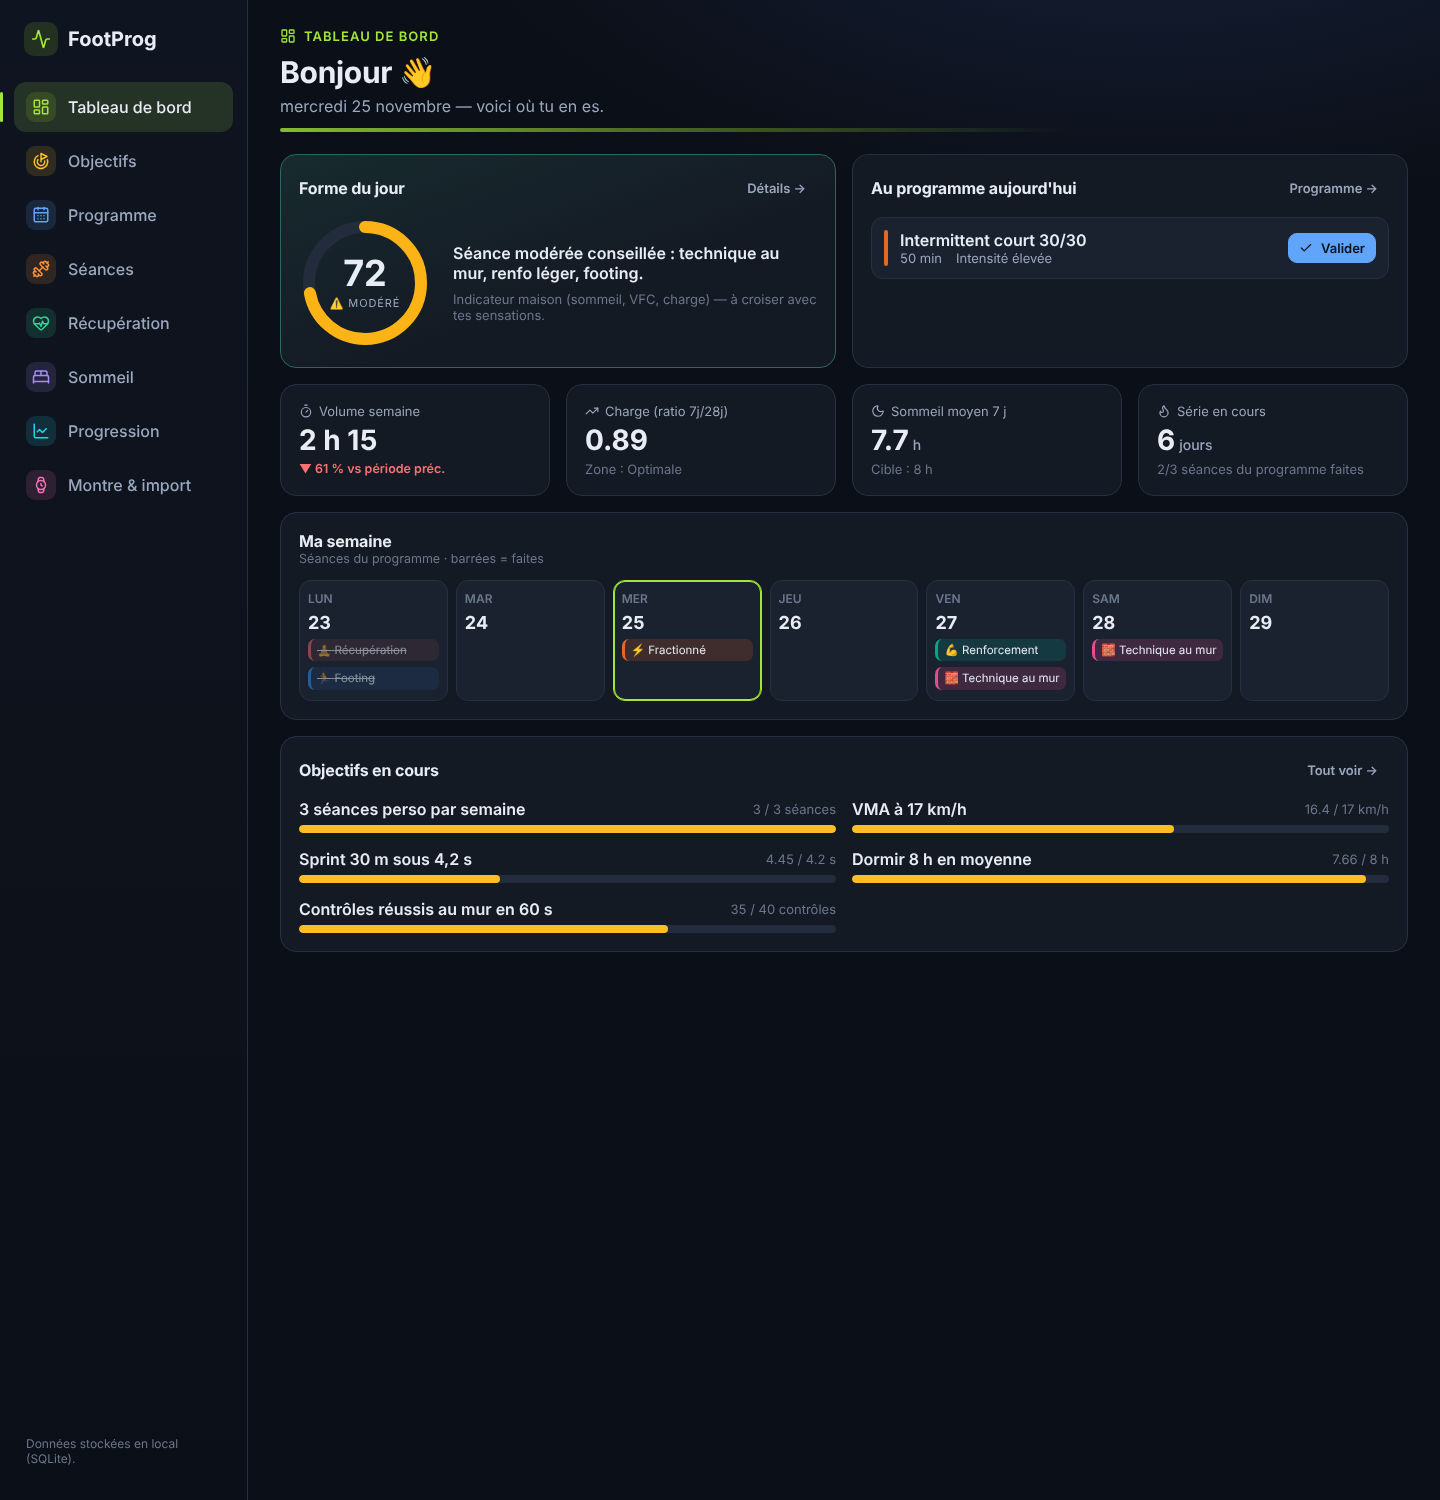 FootProg
Tableau de bord
Objectifs
Programme
Séances
Récupération
Sommeil
Progression
Montre & import
Données stockées en local
(SQLite).
TABLEAU DE BORD
Bonjour 👋
mercredi 25 novembre — voici où tu en es.
Forme du jour
Détails →
72
⚠️ MODÉRÉ
Séance modérée conseillée : technique au
mur, renfo léger, footing.
Indicateur maison (sommeil, VFC, charge) — à croiser avec
tes sensations.
Au programme aujourd'hui
Programme →
Intermittent court 30/30
50 min Intensité élevée
Valider
Volume semaine
2 h 15
▼ 61 % vs période préc.
Charge (ratio 7j/28j)
0.89
Zone : Optimale
Sommeil moyen 7 j
7.7 h
Cible : 8 h
Série en cours
6 jours
2/3 séances du programme faites
Ma semaine
Séances du programme · barrées = faites
LUN
23
Récupération
Footing
MAR
24
MER
25
⚡ Fractionné
JEU
26
VEN
27
💪 Renforcement
🧱 Technique au mur
SAM
28
🧱 Technique au mur
DIM
29
Objectifs en cours
Tout voir →
3 séances perso par semaine
3 / 3 séances
VMA à 17 km/h
16.4 / 17 km/h
Sprint 30 m sous 4,2 s
4.45 / 4.2 s
Dormir 8 h en moyenne
7.66 / 8 h
Contrôles réussis au mur en 60 s
35 / 40 contrôles